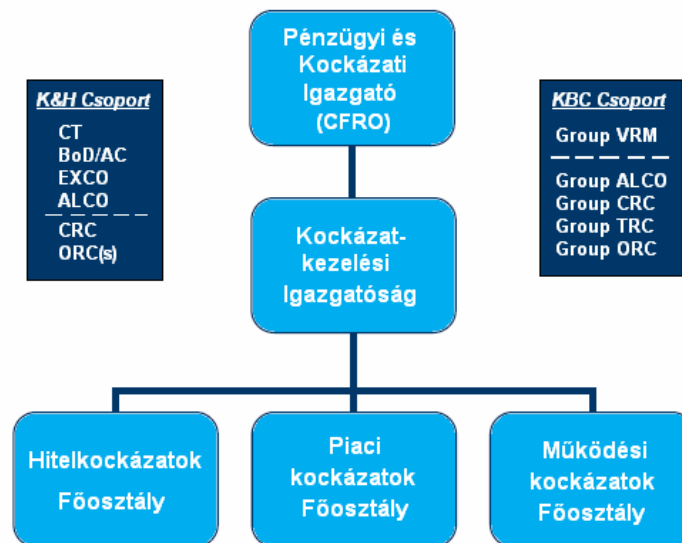 Pénzügyi és
Kockázati
Igazgató
(CFRO)
K&H Csoport
CT
BoD/AC
EXCO
ALCO
CRC
ORC(s)
KBC Csoport
Group VRM
Group ALCO
Group CRC
Group TRC
Group ORC
Kockázat-
kezelési
Igazgatóság
Hitelkockázatok
Főosztály
Piaci
kockázatok
Főosztály
Működési
kockázatok
Főosztály